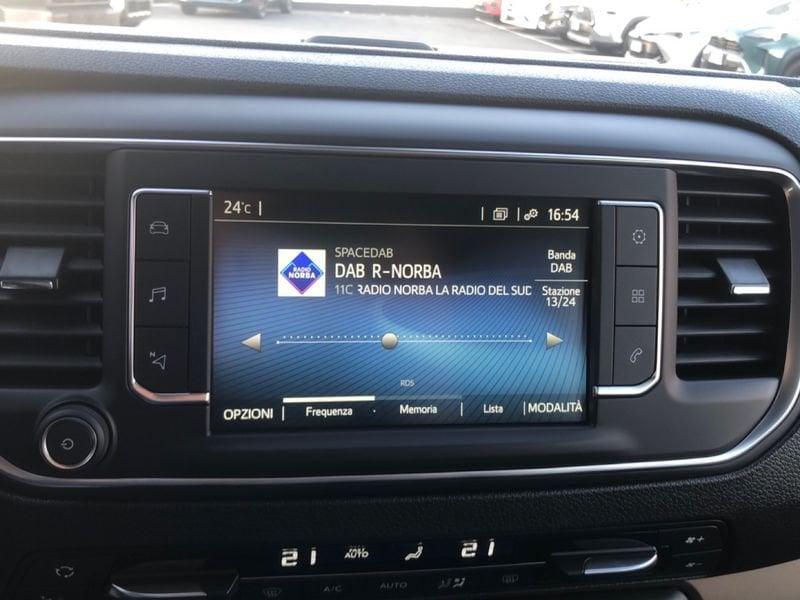 24°C
16:54
SPACEDAB
Banda
DAB
RADIO
NORBA
DAB R-NORBA
11C RADIO NORBA LA RADIO DEL SUD
Stazione
13/24
RDS
OPZIONI Frequenza Memoria Lista MODALITÀ
N
21 AUTO 21
A/C AUTO